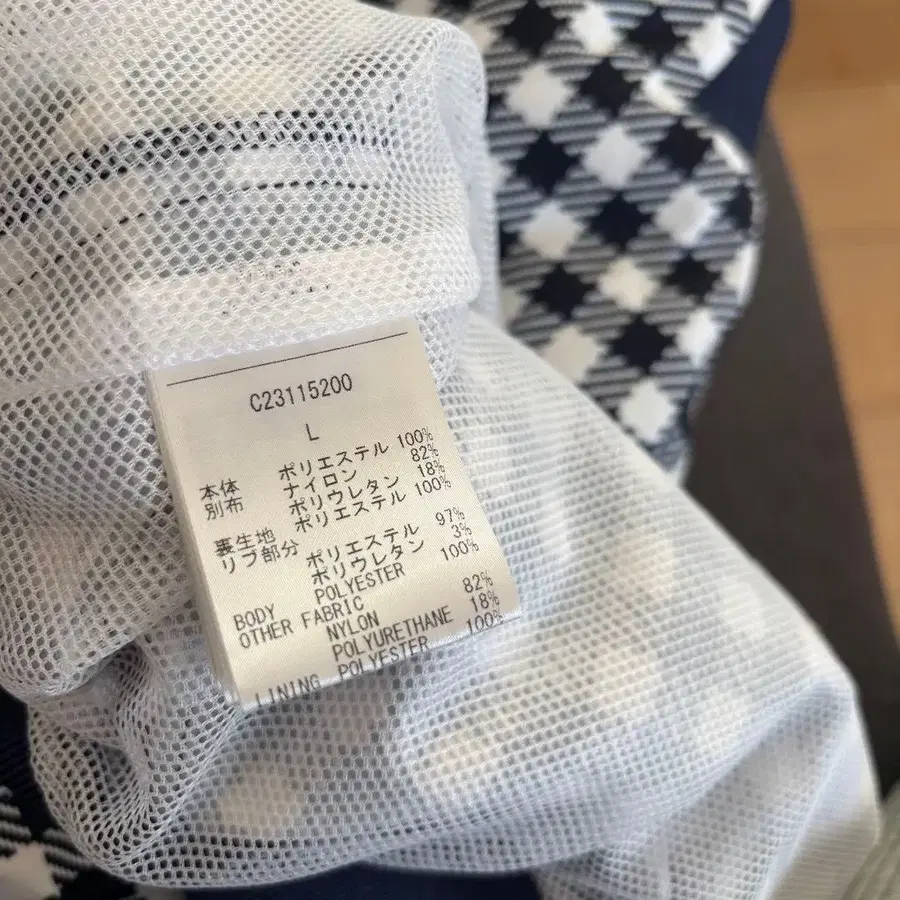 C23115200
L
本体 ポリエステル 100%
別布 ナイロン 82%
ポリウレタン 18%
裏生地 ポリエステル 100%
リブ部分
ポリエステル 97%
ポリウレタン 3%
BODY POLYESTER 100%
OTHER FABRIC
NYLON 82%
POLYURETHANE 18%
LINING POLYESTER 100%